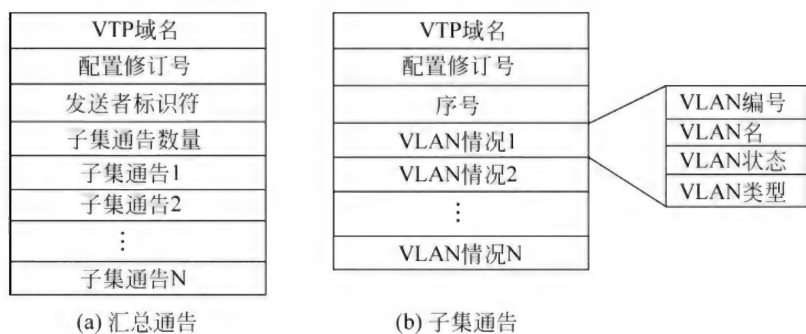 VTP域名
配置修订号
发送者标识符
子集通告数量
子集通告1
子集通告2
⋮
子集通告N
(a) 汇总通告
VTP域名
配置修订号
序号
VLAN情况1
VLAN情况2
⋮
VLAN情况N
(b) 子集通告
VLAN编号
VLAN名
VLAN状态
VLAN类型